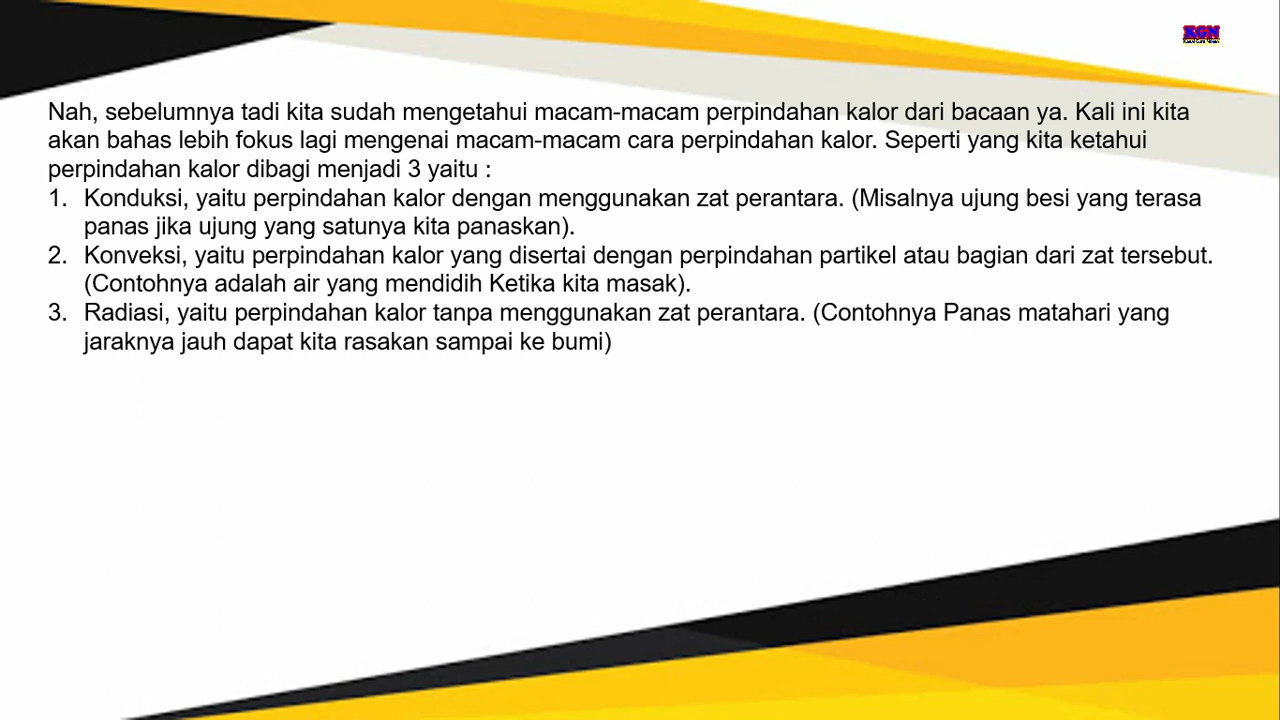 KGN
Nah, sebelumnya tadi kita sudah mengetahui macam-macam perpindahan kalor dari bacaan ya. Kali ini kita
akan bahas lebih fokus lagi mengenai macam-macam cara perpindahan kalor. Seperti yang kita ketahui
perpindahan kalor dibagi menjadi 3 yaitu :
1. Konduksi, yaitu perpindahan kalor dengan menggunakan zat perantara. (Misalnya ujung besi yang terasa
panas jika ujung yang satunya kita panaskan).
2. Konveksi, yaitu perpindahan kalor yang disertai dengan perpindahan partikel atau bagian dari zat tersebut.
(Contohnya adalah air yang mendidih Ketika kita masak).
3. Radiasi, yaitu perpindahan kalor tanpa menggunakan zat perantara. (Contohnya Panas matahari yang
jaraknya jauh dapat kita rasakan sampai ke bumi)